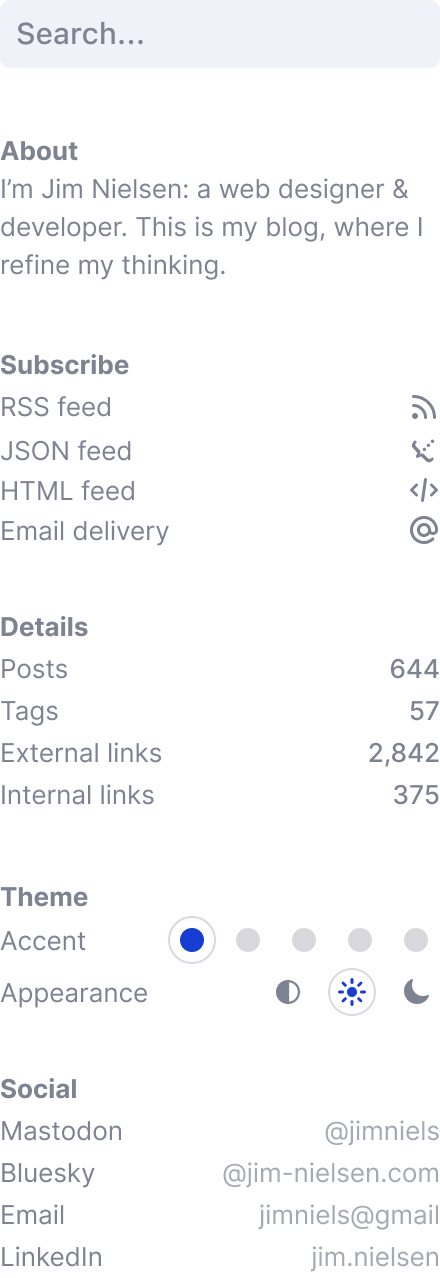 Search...
About
I’m Jim Nielsen: a web designer &
developer. This is my blog, where I
refine my thinking.
Subscribe
RSS feed
JSON feed
HTML feed
Email delivery
Details
Posts 644
Tags 57
External links 2,842
Internal links 375
Theme
Accent
Appearance
Social
Mastodon @jimniels
Bluesky @jim-nielsen.com
Email jimniels@gmail
LinkedIn jim.nielsen